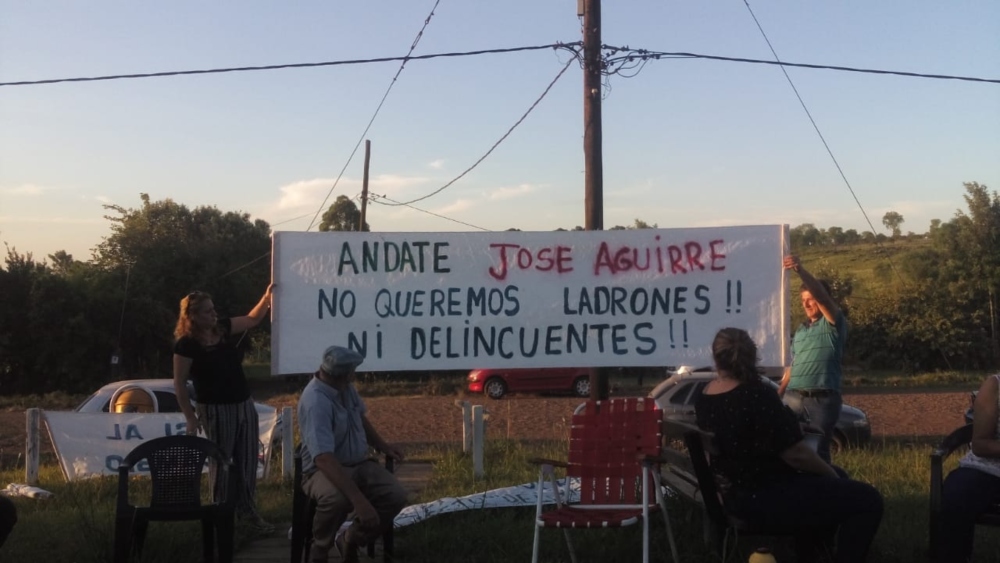 ANDATE JOSE AGUIRRE
NO QUEREMOS LADRONES!!
NI DELINCUENTES!!